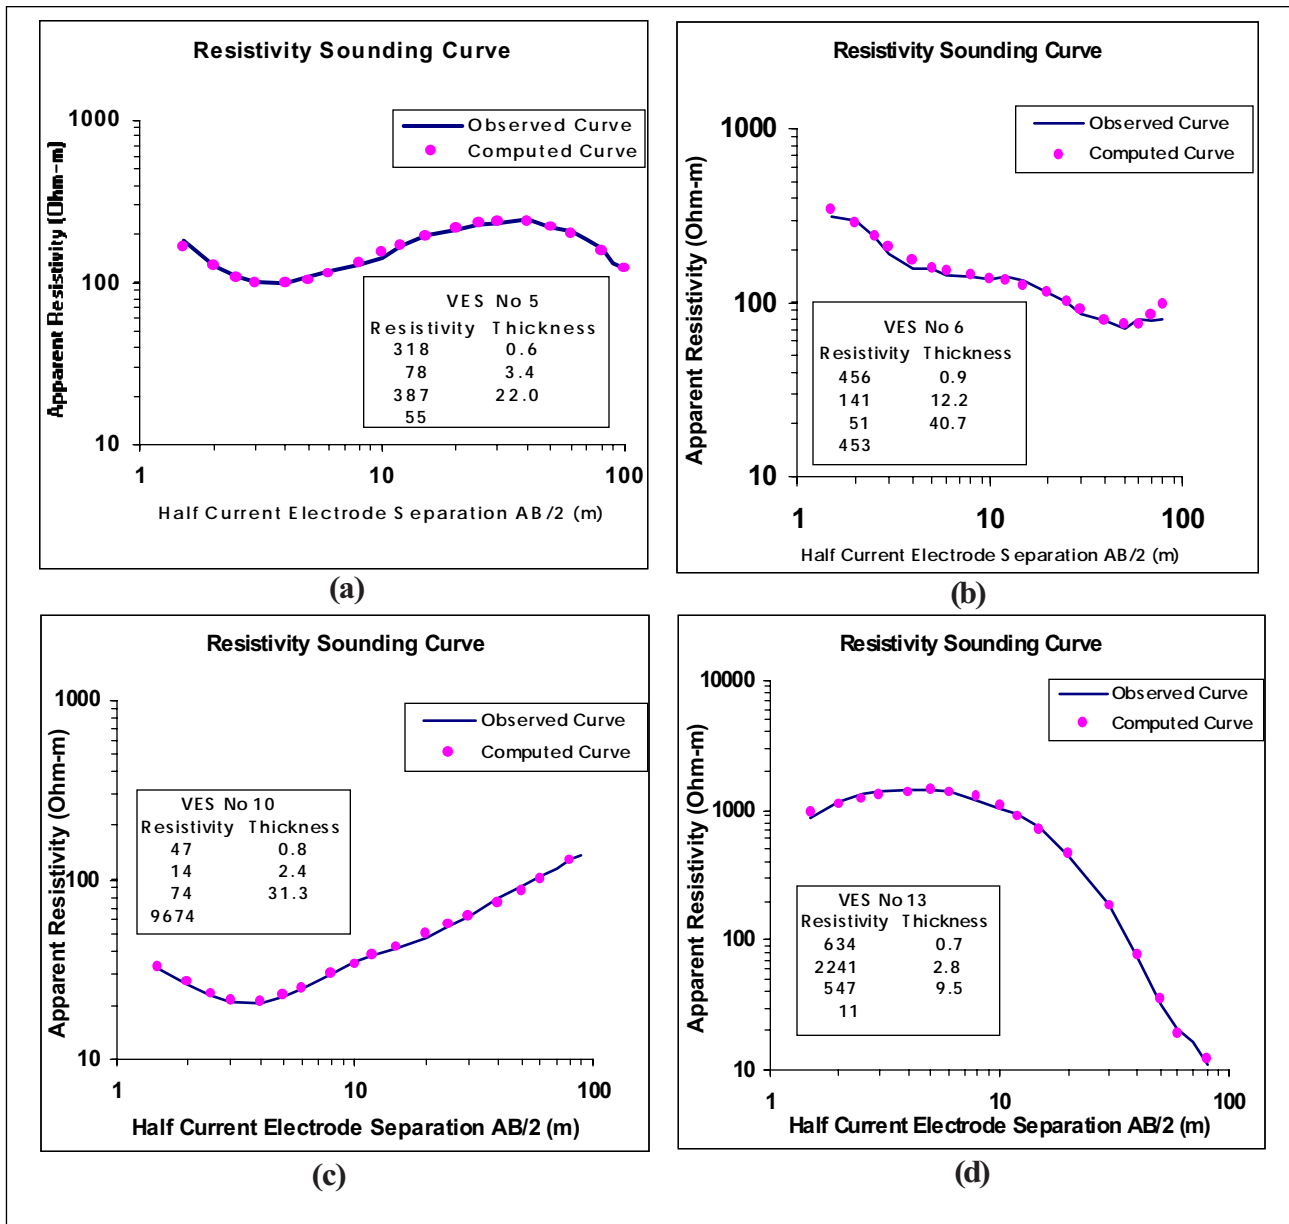 Resistivity Sounding Curve
1000
Observed Curve
Computed Curve
Apparent Resistivity (Ohm-m)
100
VES No 5
Resistivity Thickness
318 0.6
78 3.4
387 22.0
55
10
1 10 100
Half Current Electrode Separation AB/2 (m)
(a)
Resistivity Sounding Curve
1000
Observed Curve
Computed Curve
Apparent Resistivity (Ohm-m)
100
VES No 6
Resistivity Thickness
456 0.9
141 12.2
51 40.7
453
10
1 10 100
Half Current Electrode Separation AB/2 (m)
(b)
Resistivity Sounding Curve
1000
Observed Curve
Computed Curve
Apparent Resistivity (Ohm-m)
VES No 10
Resistivity Thickness
47 0.8
14 2.4
74 31.3
9674
100
10
1 10 100
Half Current Electrode Separation AB/2 (m)
(c)
Resistivity Sounding Curve
10000
Observed Curve
Computed Curve
Apparent Resistivity (Ohm-m)
1000
VES No 13
Resistivity Thickness
634 0.7
2241 2.8
547 9.5
11
100
10
1 10 100
Half Current Electrode Separation AB/2 (m)
(d)